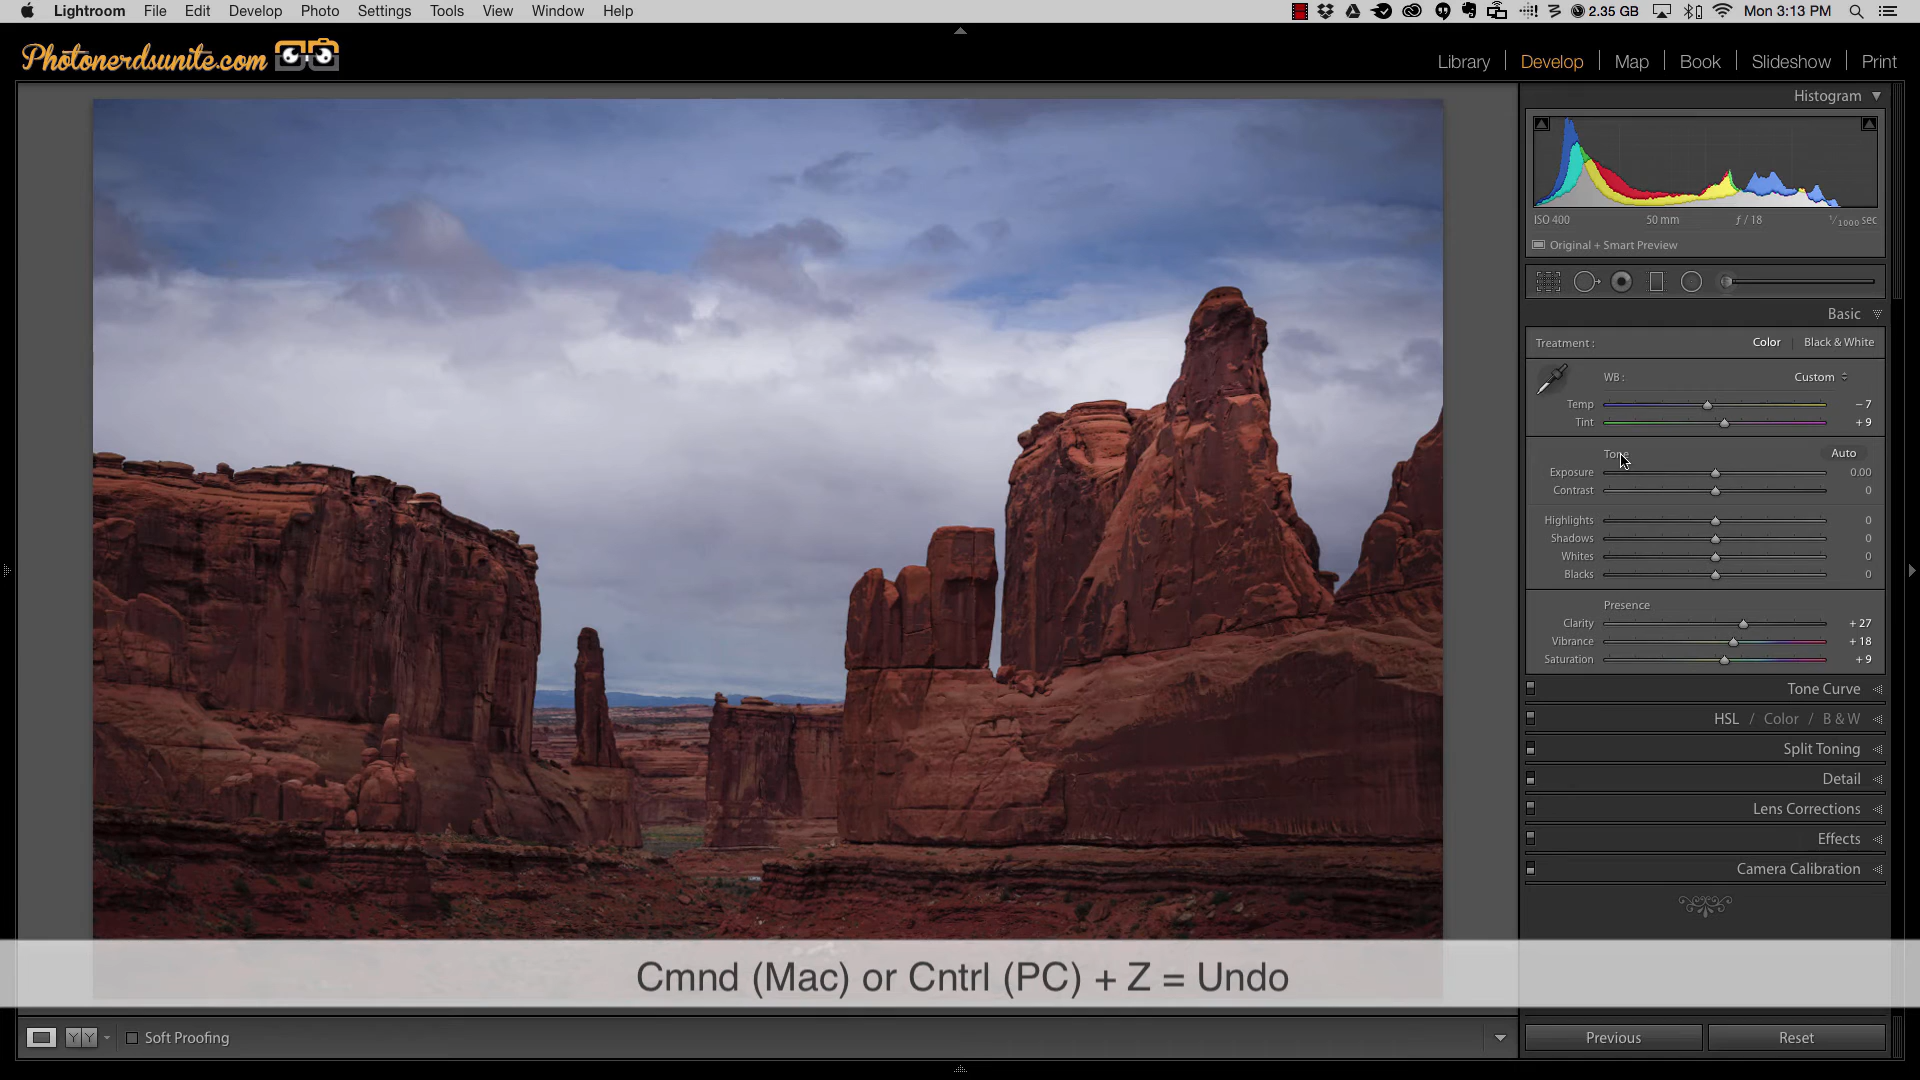 Lightroom File Edit Develop Photo Settings Tools View Window Help 2.35 GB Mon 3:13 PM
Photonerdsunite.com
Library | Develop | Map | Book | Slideshow | Print
Histogram
ISO 400 50 mm ƒ / 18 1/1000 sec
Original + Smart Preview
Basic
Treatment : Color Black & White
WB : Custom
Temp − 7
Tint + 9
Tone Auto
Exposure 0.00
Contrast 0
Highlights 0
Shadows 0
Whites 0
Blacks 0
Presence
Clarity + 27
Vibrance + 18
Saturation + 9
Tone Curve
HSL / Color / B & W
Split Toning
Detail
Lens Corrections
Effects
Camera Calibration
Cmnd (Mac) or Cntrl (PC) + Z = Undo
YY Soft Proofing
Previous Reset